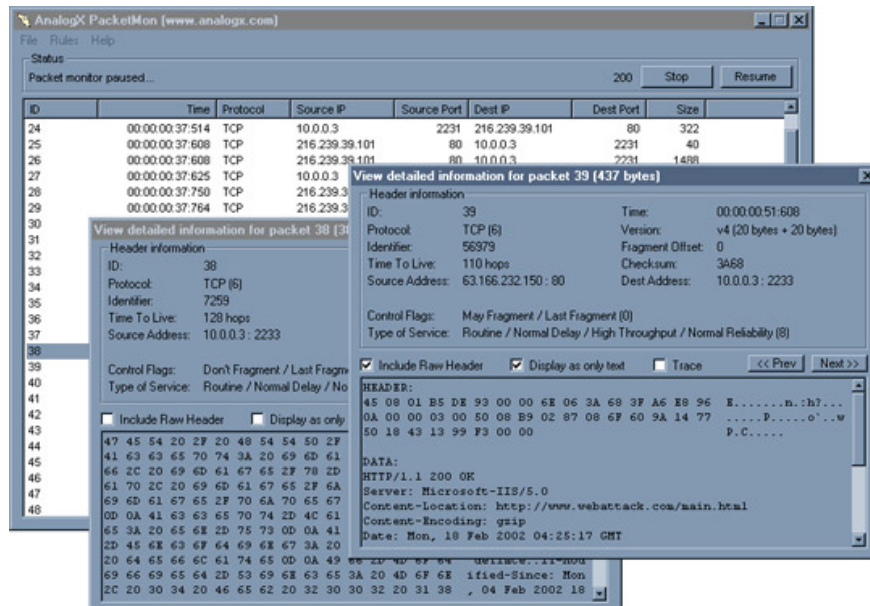 AnalogX PacketMon (www.analogx.com)
File Rules Help
Status
Packet monitor paused... 200 Stop Resume
ID Time Protocol Source IP Source Port Dest IP Dest Port Size
24 00:00:00:37:514 TCP 10.0.0.3 2231 216.239.39.101 80 322
25 00:00:00:37:608 TCP 216.239.39.101 80 10.0.0.3 2231 40
26 00:00:00:37:608 TCP 216.239.39.101 80 10.0.0.3 2231 1488
27 00:00:00:37:625 TCP 10.0.0.3
28 00:00:00:37:750 TCP 216.239.3
29 00:00:00:37:764 TCP 216.239.3
30
31
32
33
34
35
36
37
38
39
40
41
42
43
44
45
46
47
48
View detailed information for packet 38 (3
Header information
ID: 38
Protocol: TCP (6)
Identifier: 7259
Time To Live: 128 hops
Source Address: 10.0.0.3 : 2233
Control Flags: Don't Fragment / Last Fragm
Type of Service: Routine / Normal Delay / No
Include Raw Header Display as only
47 45 54 20 2F 20 48 54 54 50 2F
41 63 63 65 70 74 3A 20 69 6D 61
66 2C 20 69 6D 61 67 65 2F 78 2D
61 70 2C 20 69 6D 61 67 65 2F 6A
69 6D 61 67 65 2F 70 6A 70 65 67
0D 0A 41 63 63 65 70 74 2D 4C 61
65 3A 20 65 6E 2D 75 73 0D 0A 41
2D 45 6E 63 6F 64 69 6E 67 3A 20
20 64 65 66 6C 61 74 65 0D 0A 49 66 2D 4D 6F 64 deflate..If-Mod
69 66 69 65 64 2D 53 69 6E 63 65 3A 20 4D 6F 6E ified-Since: Mon
2C 20 30 34 20 46 65 62 20 32 30 30 32 20 31 38 , 04 Feb 2002 18
View detailed information for packet 39 (437 bytes)
Header information
ID: 39 Time: 00:00:00:51:608
Protocol: TCP (6) Version: v4 (20 bytes + 20 bytes)
Identifier: 56979 Fragment Offset: 0
Time To Live: 110 hops Checksum: 3A68
Source Address: 63.166.232.150 : 80 Dest Address: 10.0.0.3 : 2233
Control Flags: May Fragment / Last Fragment (0)
Type of Service: Routine / Normal Delay / High Throughput / Normal Reliability (8)
Include Raw Header Display as only text Trace << Prev Next >>
HEADER:
45 08 01 B5 DE 93 00 00 6E 06 3A 68 3F A6 E8 96 E.......n.:h?...
0A 00 00 03 00 50 08 B9 02 87 08 6F 60 9A 14 77 .....P.....o`..w
50 18 43 13 99 F3 00 00 P.C.....
DATA:
HTTP/1.1 200 OK
Server: Microsoft-IIS/5.0
Content-Location: http://www.webattack.com/main.html
Content-Encoding: gzip
Date: Mon, 18 Feb 2002 04:25:17 GMT